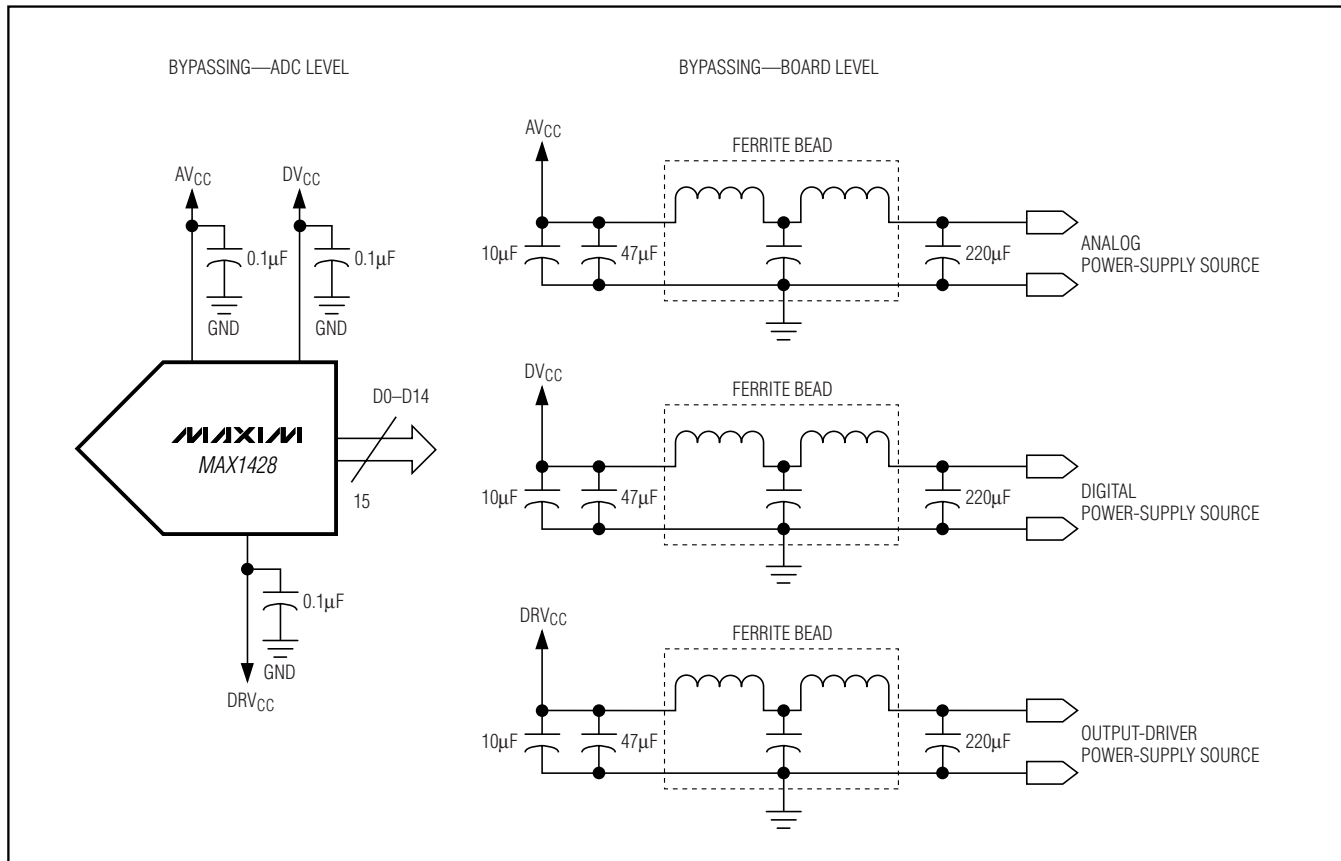 BYPASSING—ADC LEVEL
BYPASSING—BOARD LEVEL
AVCC
DVCC
0.1µF
0.1µF
GND
GND
MAXIM
MAX1428
D0–D14
15
0.1µF
GND
DRVCC
AVCC
FERRITE BEAD
10µF
47µF
220µF
ANALOG
POWER-SUPPLY SOURCE
DVCC
FERRITE BEAD
10µF
47µF
220µF
DIGITAL
POWER-SUPPLY SOURCE
DRVCC
FERRITE BEAD
10µF
47µF
220µF
OUTPUT-DRIVER
POWER-SUPPLY SOURCE